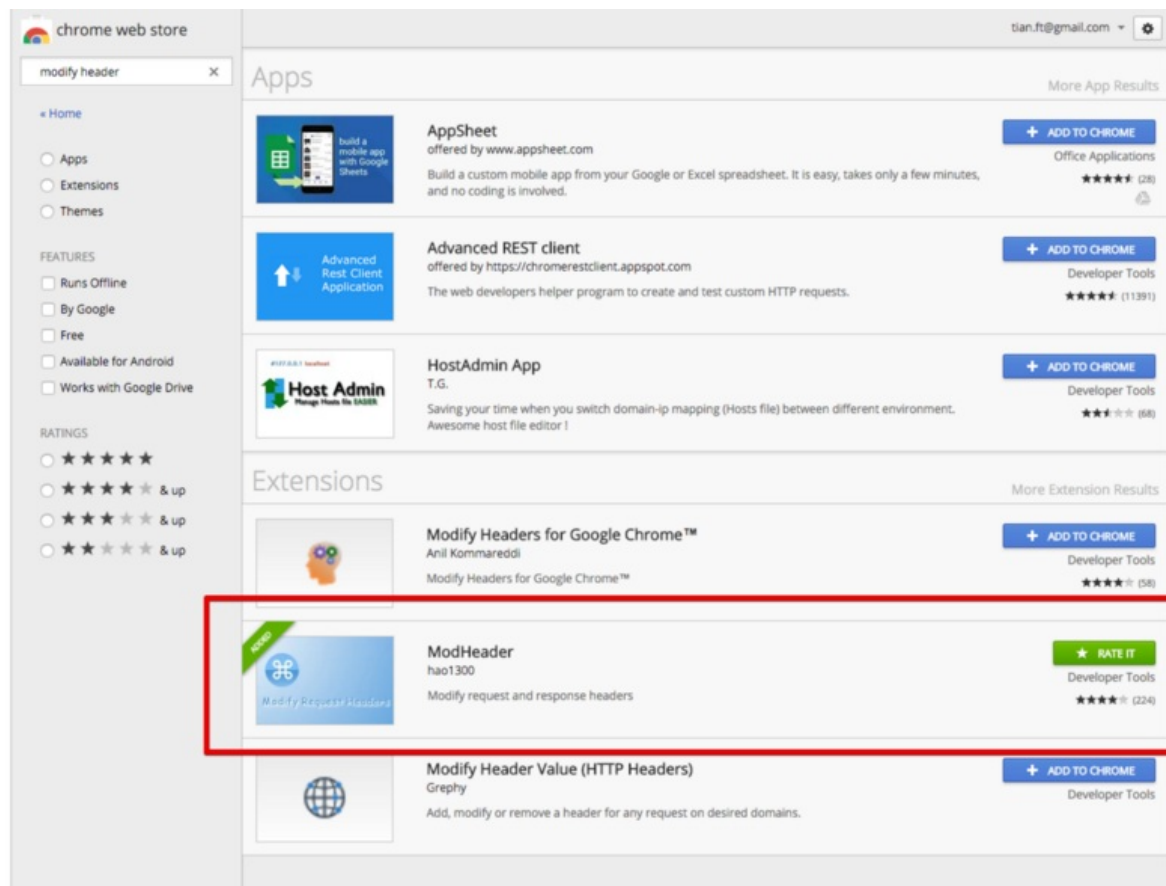 chrome web store
tian.ft@gmail.com
modify header
« Home
Apps
Extensions
Themes
FEATURES
Runs Offline
By Google
Free
Available for Android
Works with Google Drive
RATINGS
& up
& up
& up
Apps
More App Results
build a
mobile app
with Google
Sheets
AppSheet
offered by www.appsheet.com
Build a custom mobile app from your Google or Excel spreadsheet. It is easy, takes only a few minutes,
and no coding is involved.
ADD TO CHROME
Office Applications
(28)
Advanced
Rest Client
Application
Advanced REST client
offered by https://chromerestclient.appspot.com
The web developers helper program to create and test custom HTTP requests.
ADD TO CHROME
Developer Tools
(11391)
#127.0.0.1 localhost
Host Admin
Manage Hosts file EASIER
HostAdmin App
T.G.
Saving your time when you switch domain-ip mapping (Hosts file) between different environment.
Awesome host file editor !
ADD TO CHROME
Developer Tools
(68)
Extensions
More Extension Results
Modify Headers for Google Chrome™
Anil Kommareddi
Modify Headers for Google Chrome™
ADD TO CHROME
Developer Tools
(58)
ADDED
Modify Request Headers
ModHeader
hao1300
Modify request and response headers
RATE IT
Developer Tools
(224)
Modify Header Value (HTTP Headers)
Grephy
Add, modify or remove a header for any request on desired domains.
ADD TO CHROME
Developer Tools